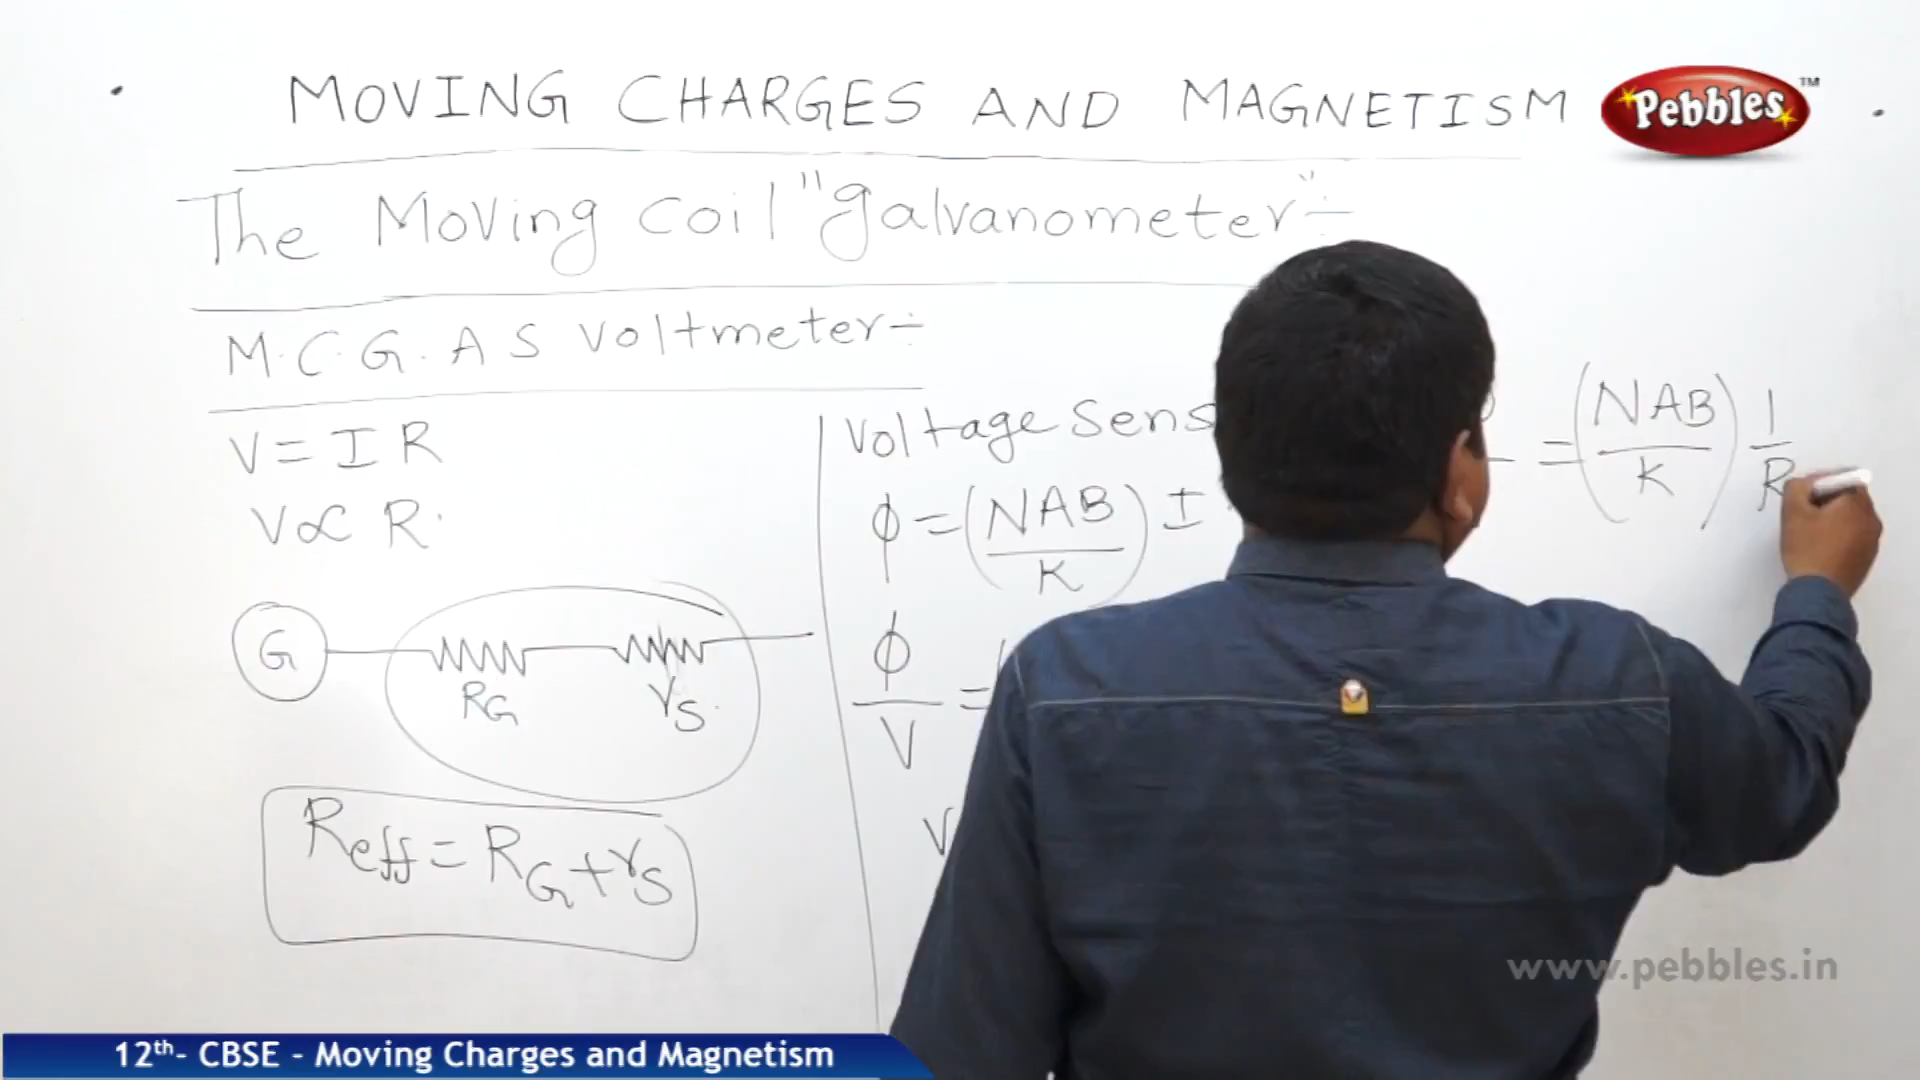 MOVING CHARGES AND MAGNETISM
Pebbles™
The Moving coil "galvanometer" ÷
M.C.G. AS Voltmeter ÷
V = I R
V ∝ R.
G
RG rS.
Reff = RG + rS
Voltage Sens
ϕ = (NAB/K) I
ϕ/V =
V
= (NAB/K) 1/R
www.pebbles.in
12th- CBSE - Moving Charges and Magnetism